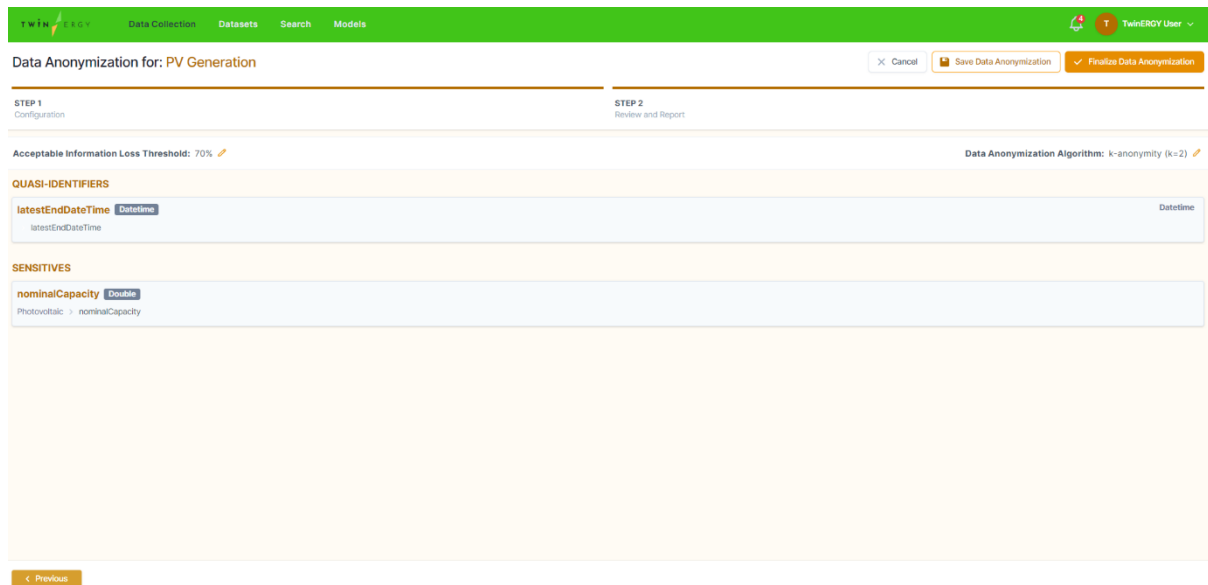 TWINERGY Data Collection Datasets Search Models 4 T TwinERGY User
Data Anonymization for: PV Generation Cancel Save Data Anonymization Finalize Data Anonymization
STEP 1 STEP 2
Configuration Review and Report
Acceptable Information Loss Threshold: 70% Data Anonymization Algorithm: k-anonymity (k=2)
QUASI-IDENTIFIERS
latestEndDateTime Datetime Datetime
latestEndDateTime
SENSITIVES
nominalCapacity Double
Photovoltaic > nominalCapacity
< Previous